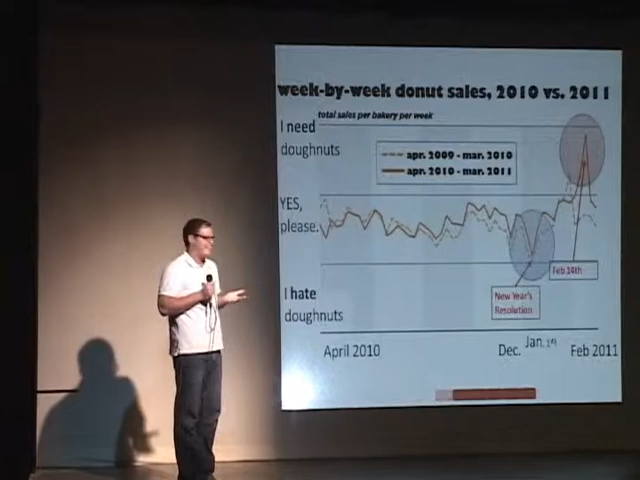 week-by-week donut sales, 2010 vs. 2011
total sales per bakery per week
I need
doughnuts
apr. 2009 - mar. 2010
apr. 2010 - mar. 2011
YES,
please.
Feb 14th
I hate
doughnuts
New Year's
Resolution
April 2010
Dec.
Jan. 1st
Feb 2011